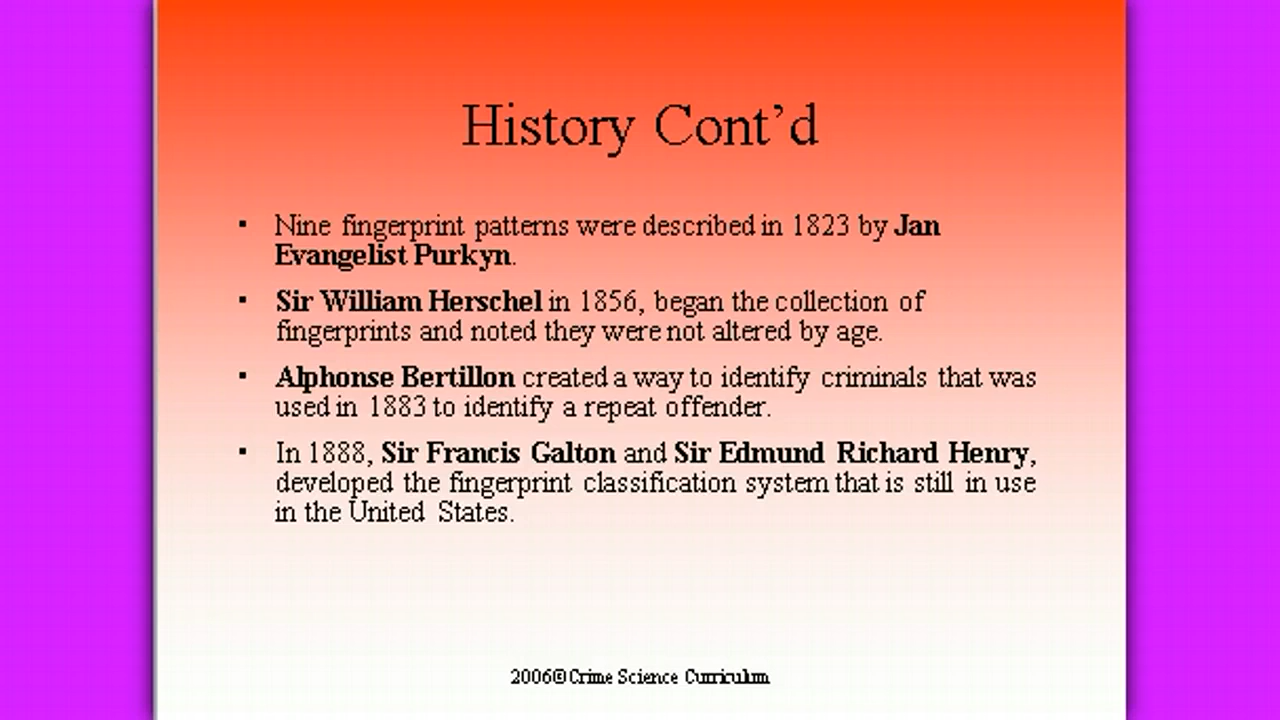 History Cont’d
▪ Nine fingerprint patterns were described in 1823 by Jan
Evangelist Purkyn.
▪ Sir William Herschel in 1856, began the collection of
fingerprints and noted they were not altered by age.
▪ Alphonse Bertillon created a way to identify criminals that was
used in 1883 to identify a repeat offender.
▪ In 1888, Sir Francis Galton and Sir Edmund Richard Henry,
developed the fingerprint classification system that is still in use
in the United States.
2006©Crime Science Curriculum